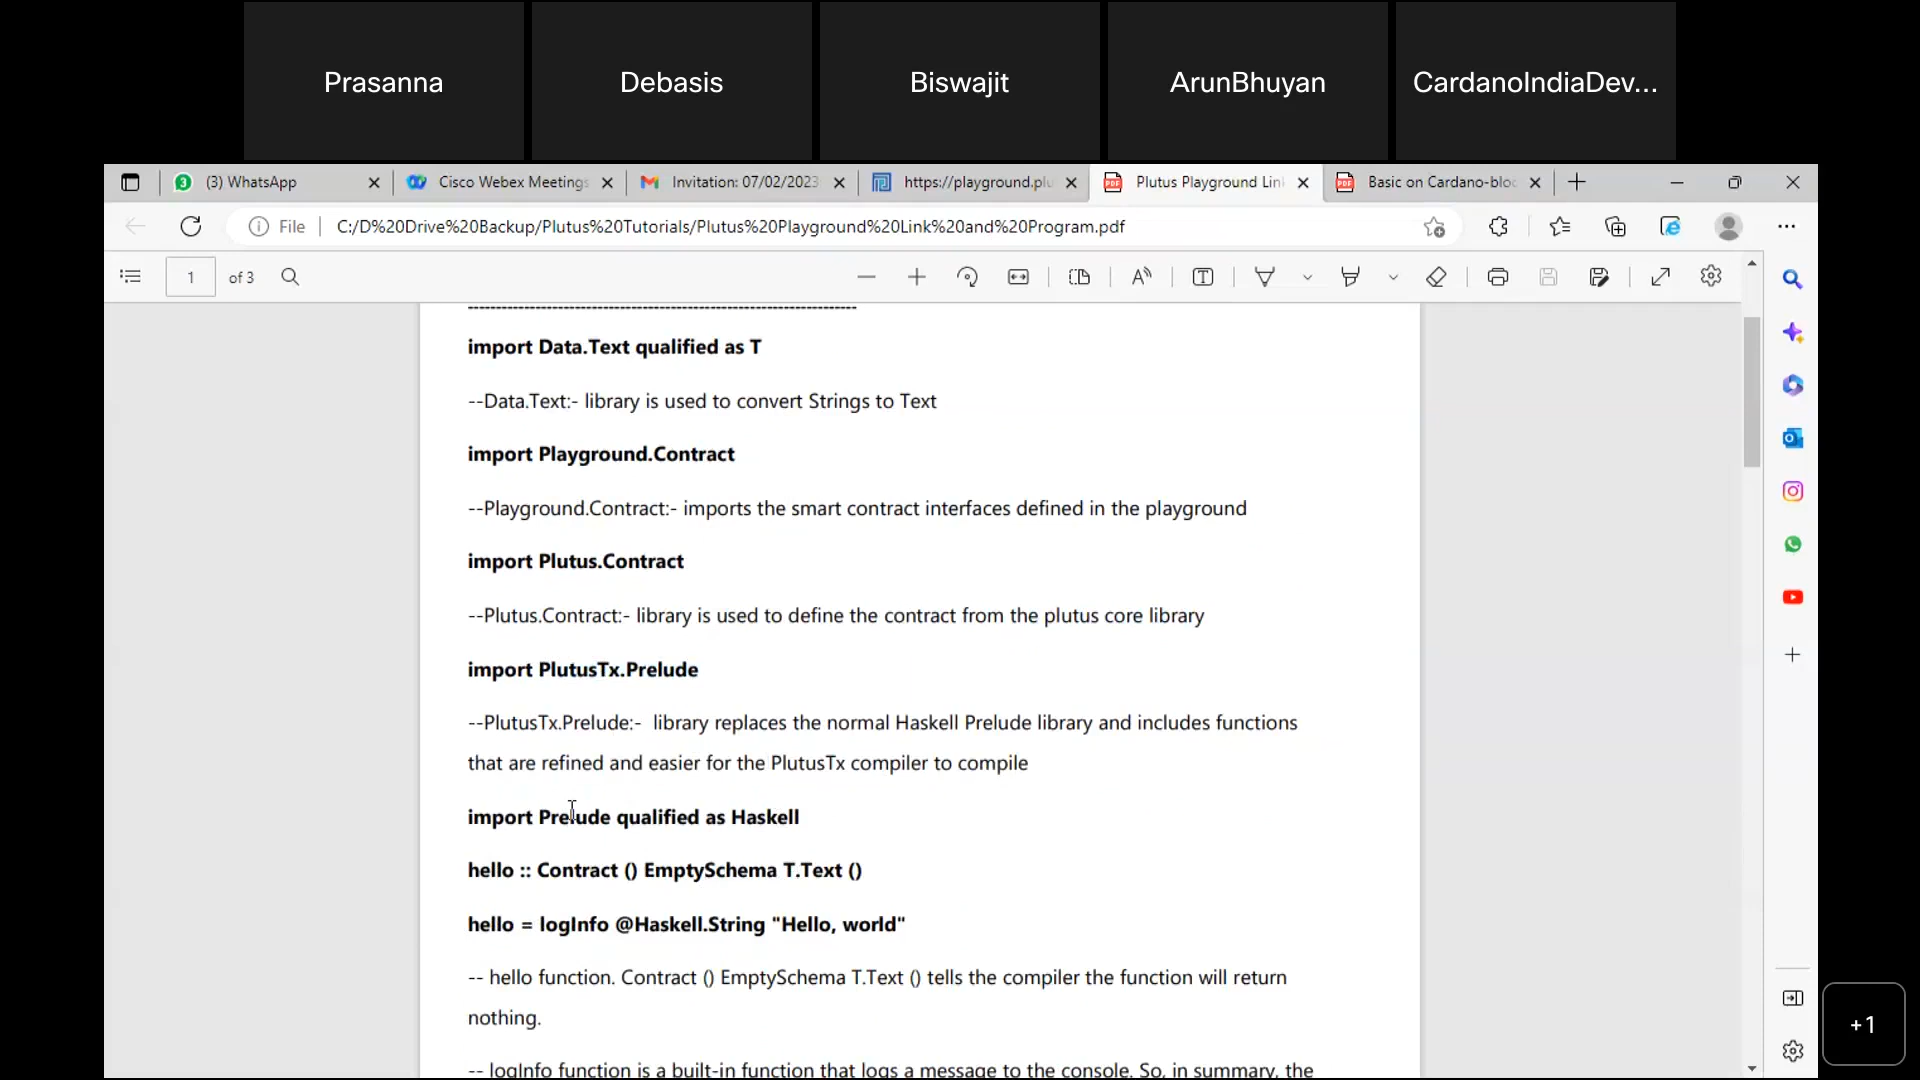 Prasanna
Debasis
Biswajit
ArunBhuyan
CardanoIndiaDev...
(3) WhatsApp
Cisco Webex Meetings
Invitation: 07/02/2023
https://playground.plu
Plutus Playground Lin
Basic on Cardano-bloc
File
C:/D%20Drive%20Backup/Plutus%20Tutorials/Plutus%20Playground%20Link%20and%20Program.pdf
1 of 3
-----------------------------------------------------------------------
import Data.Text qualified as T
--Data.Text:- library is used to convert Strings to Text
import Playground.Contract
--Playground.Contract:- imports the smart contract interfaces defined in the playground
import Plutus.Contract
--Plutus.Contract:- library is used to define the contract from the plutus core library
import PlutusTx.Prelude
--PlutusTx.Prelude:- library replaces the normal Haskell Prelude library and includes functions
that are refined and easier for the PlutusTx compiler to compile
import Prelude qualified as Haskell
hello :: Contract () EmptySchema T.Text ()
hello = logInfo @Haskell.String "Hello, world"
-- hello function. Contract () EmptySchema T.Text () tells the compiler the function will return
nothing.
-- logInfo function is a built-in function that logs a message to the console. So, in summary, the
+1